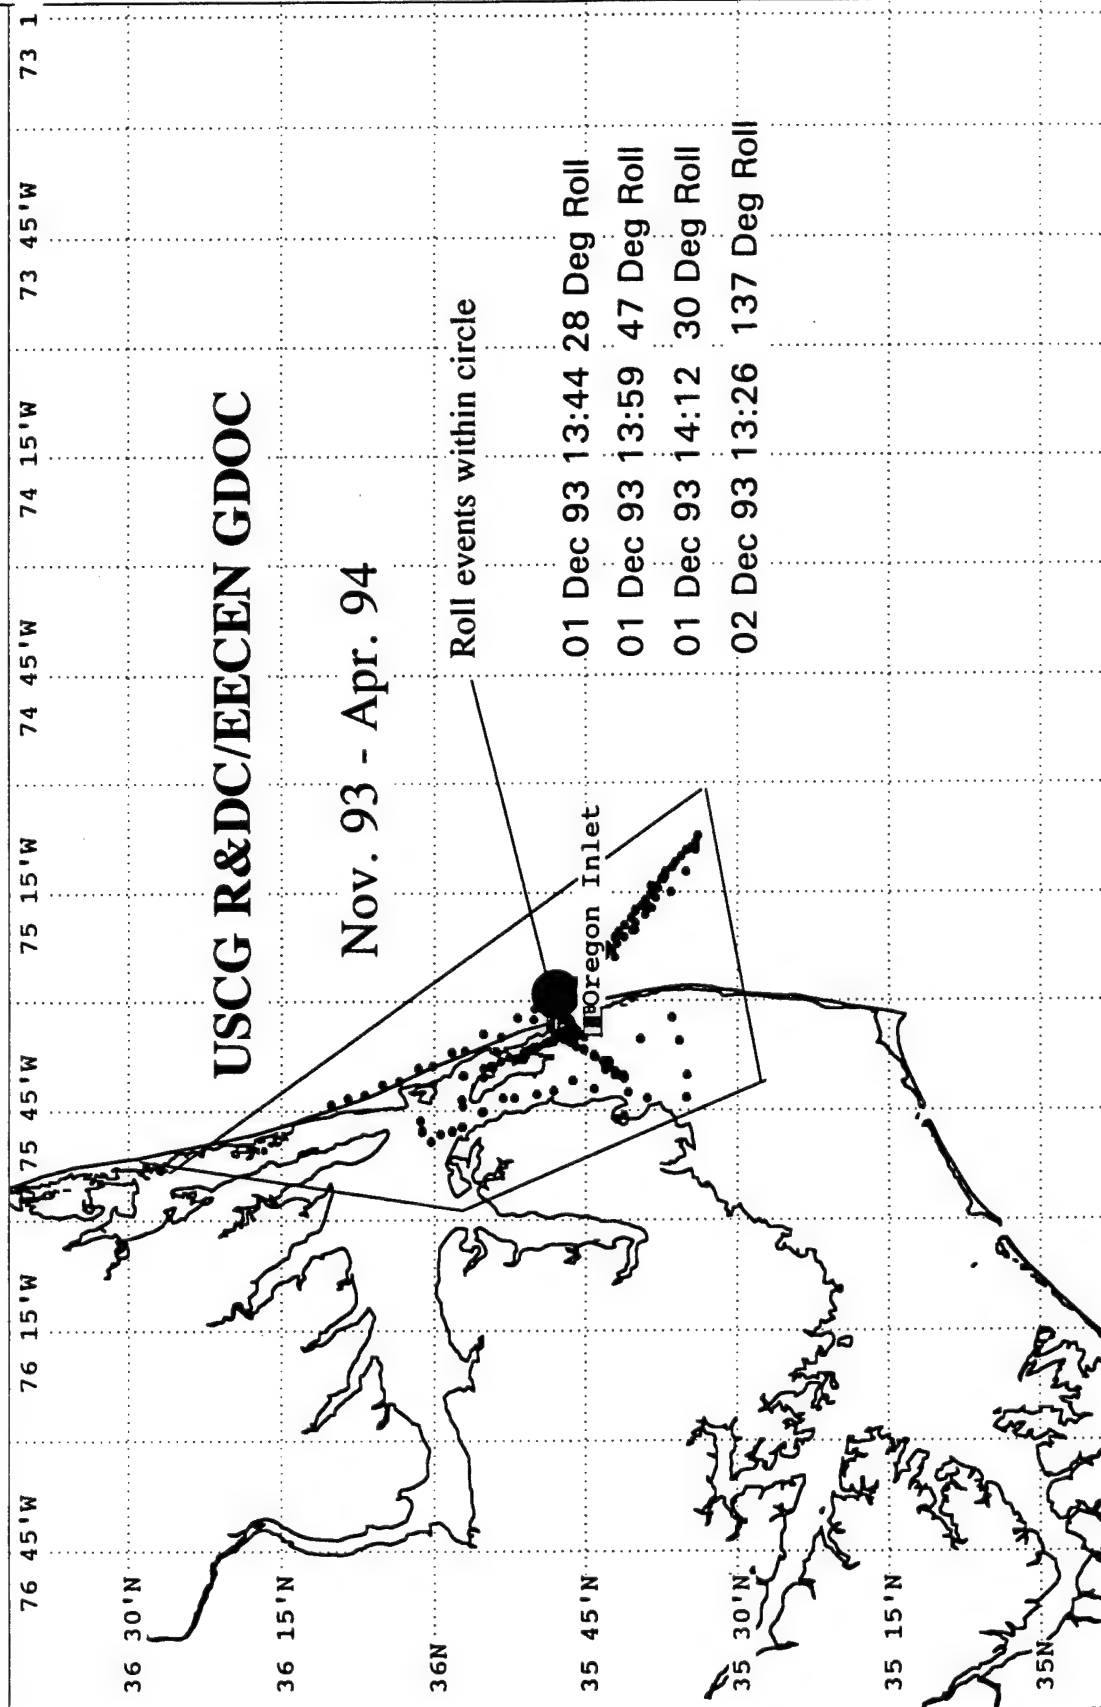 USCG R&DC/EECEN GDOC
Nov. 93 - Apr. 94
Roll events within circle
01 Dec 93 13:44 28 Deg Roll
01 Dec 93 13:59 47 Deg Roll
01 Dec 93 14:12 30 Deg Roll
02 Dec 93 13:26 137 Deg Roll
Oregon Inlet
76 45'W
76 15'W
75 45'W
75 15'W
74 45'W
74 15'W
73 45'W
73 1
36 30'N
36 15'N
36N
35 45'N
35 30'N
35 15'N
35N